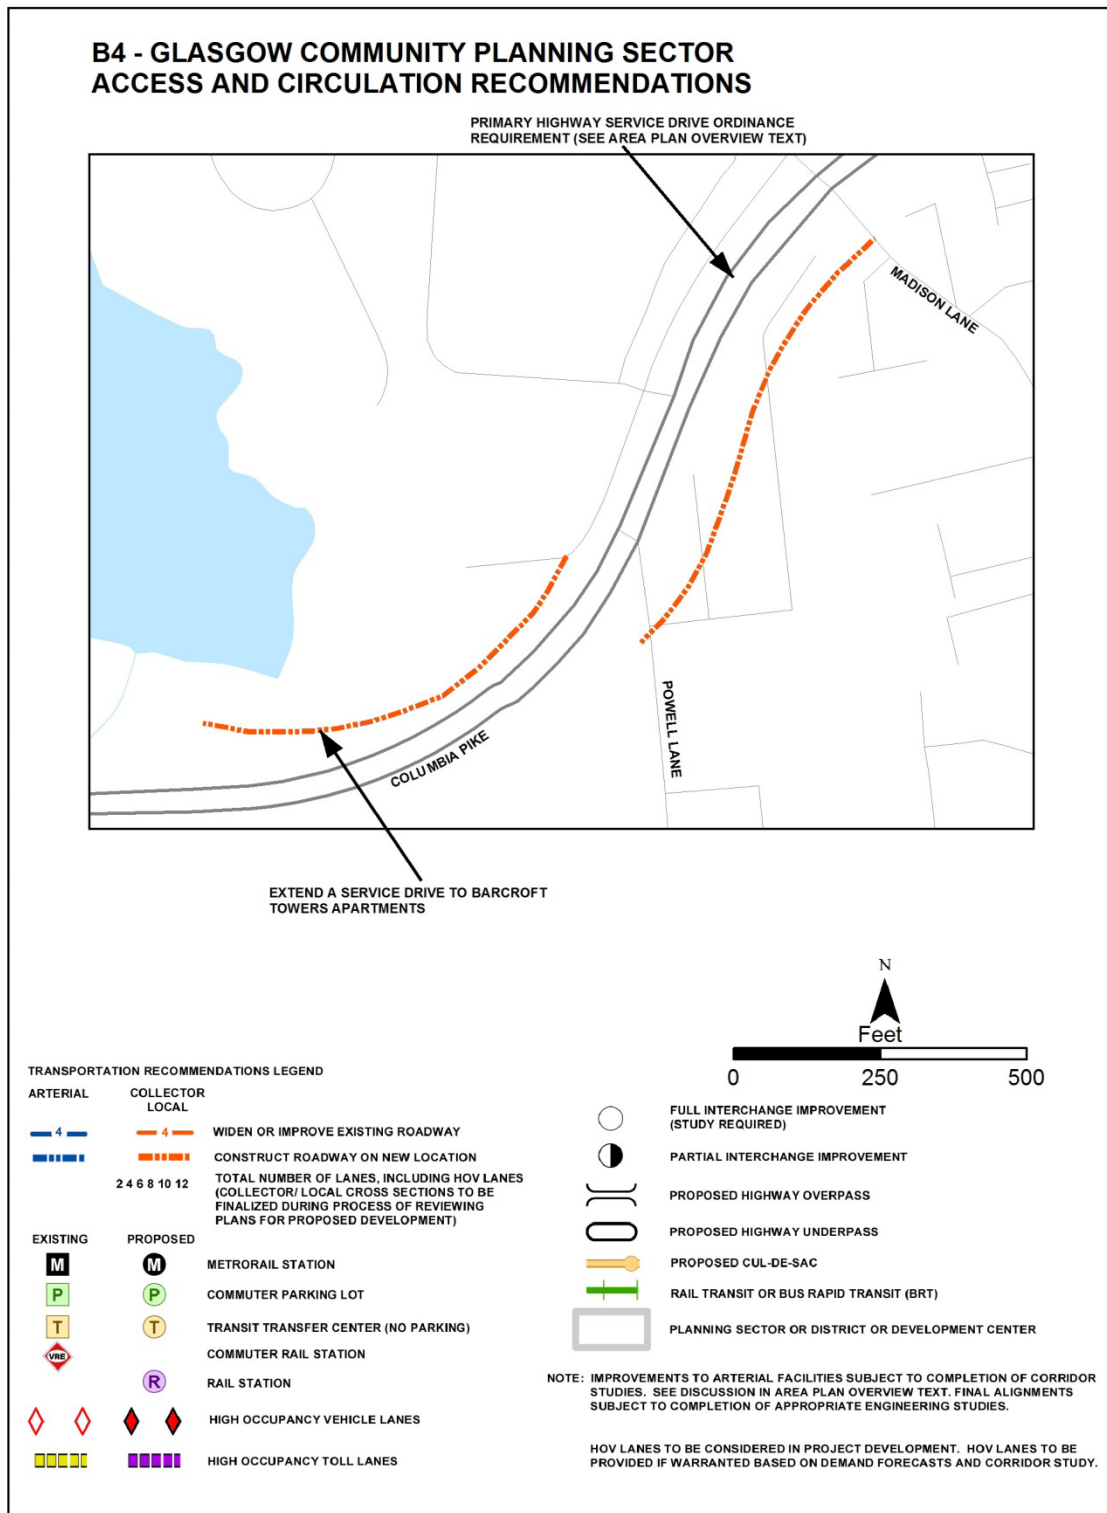 B4 - GLASGOW COMMUNITY PLANNING SECTOR
ACCESS AND CIRCULATION RECOMMENDATIONS
PRIMARY HIGHWAY SERVICE DRIVE ORDINANCE
REQUIREMENT (SEE AREA PLAN OVERVIEW TEXT)
MADISON LANE
POWELL LANE
COLUMBIA PIKE
EXTEND A SERVICE DRIVE TO BARCROFT
TOWERS APARTMENTS
N
Feet
0 250 500
TRANSPORTATION RECOMMENDATIONS LEGEND
ARTERIAL COLLECTOR
LOCAL
4 4 WIDEN OR IMPROVE EXISTING ROADWAY
CONSTRUCT ROADWAY ON NEW LOCATION
2 4 6 8 10 12 TOTAL NUMBER OF LANES, INCLUDING HOV LANES
(COLLECTOR/ LOCAL CROSS SECTIONS TO BE
FINALIZED DURING PROCESS OF REVIEWING
PLANS FOR PROPOSED DEVELOPMENT)
EXISTING PROPOSED
M M METRORAIL STATION
P P COMMUTER PARKING LOT
T T TRANSIT TRANSFER CENTER (NO PARKING)
VRE COMMUTER RAIL STATION
R RAIL STATION
HIGH OCCUPANCY VEHICLE LANES
HIGH OCCUPANCY TOLL LANES
FULL INTERCHANGE IMPROVEMENT
(STUDY REQUIRED)
PARTIAL INTERCHANGE IMPROVEMENT
PROPOSED HIGHWAY OVERPASS
PROPOSED HIGHWAY UNDERPASS
PROPOSED CUL-DE-SAC
RAIL TRANSIT OR BUS RAPID TRANSIT (BRT)
PLANNING SECTOR OR DISTRICT OR DEVELOPMENT CENTER
NOTE: IMPROVEMENTS TO ARTERIAL FACILITIES SUBJECT TO COMPLETION OF CORRIDOR
STUDIES. SEE DISCUSSION IN AREA PLAN OVERVIEW TEXT. FINAL ALIGNMENTS
SUBJECT TO COMPLETION OF APPROPRIATE ENGINEERING STUDIES.
HOV LANES TO BE CONSIDERED IN PROJECT DEVELOPMENT. HOV LANES TO BE
PROVIDED IF WARRANTED BASED ON DEMAND FORECASTS AND CORRIDOR STUDY.